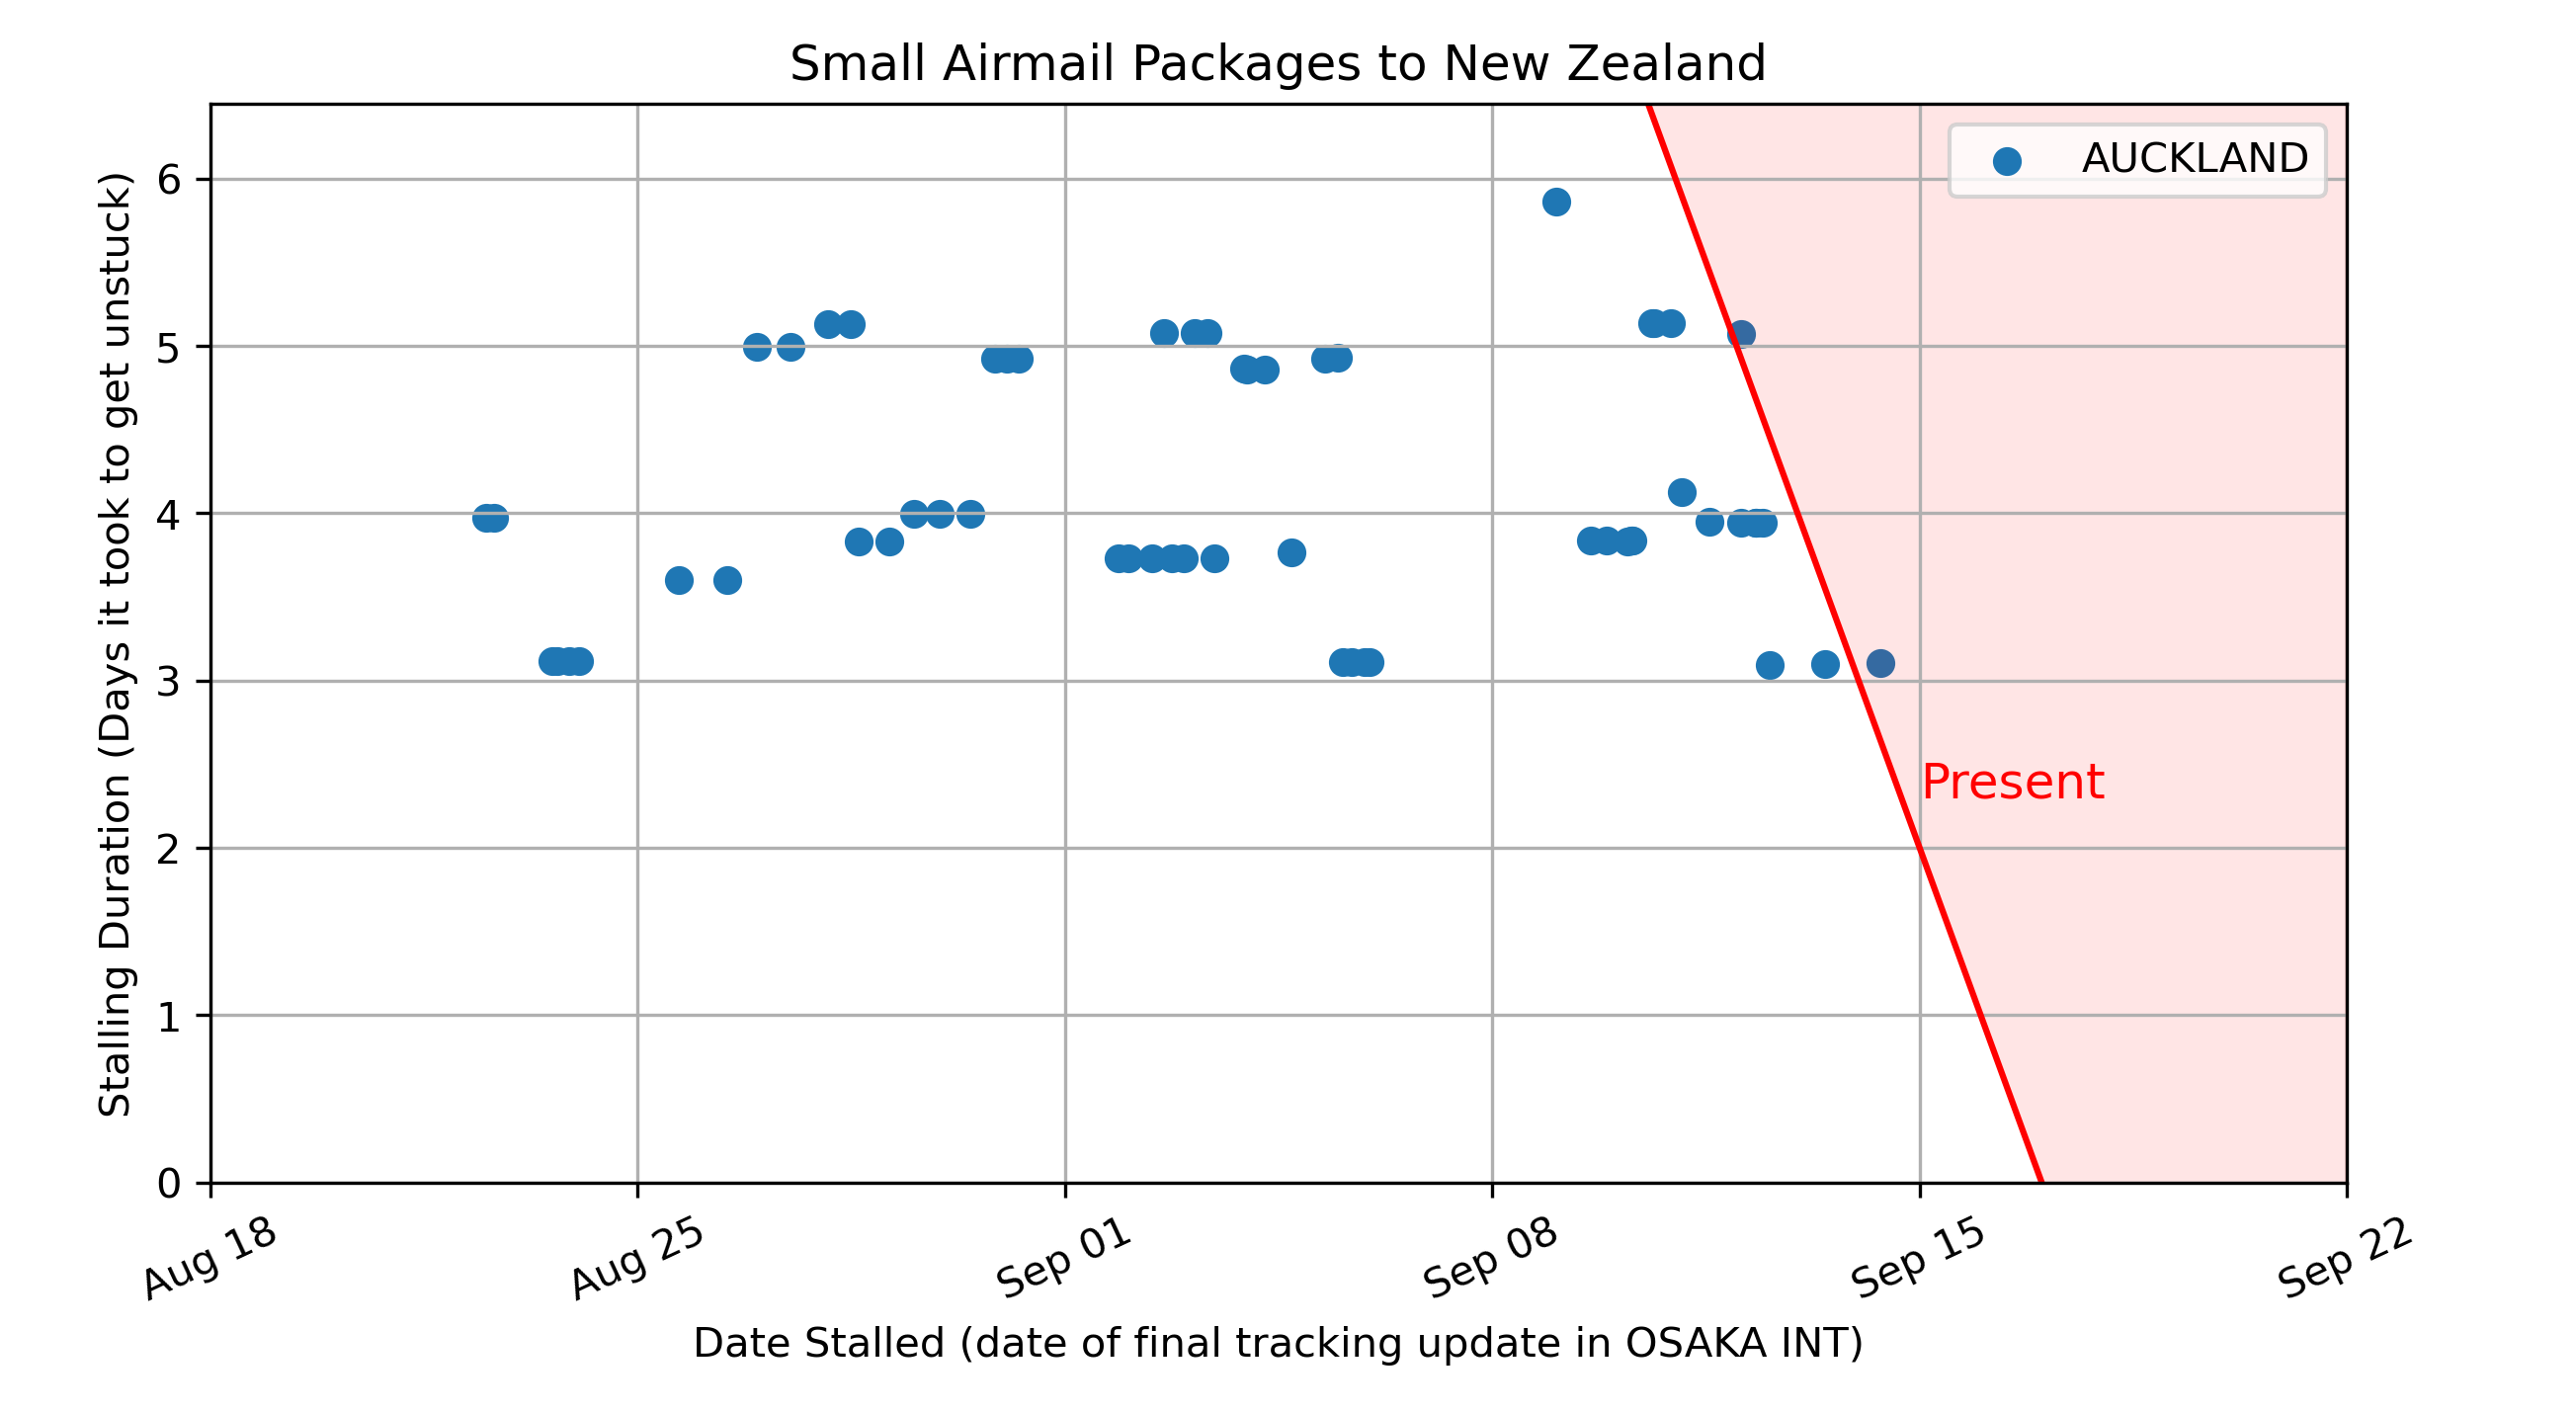 Small Airmail Packages to New Zealand
AUCKLAND
Stalling Duration (Days it took to get unstuck)
6
5
4
3
2
1
0
Present
Aug 18
Aug 25
Sep 01
Sep 08
Sep 15
Sep 22
Date Stalled (date of final tracking update in OSAKA INT)